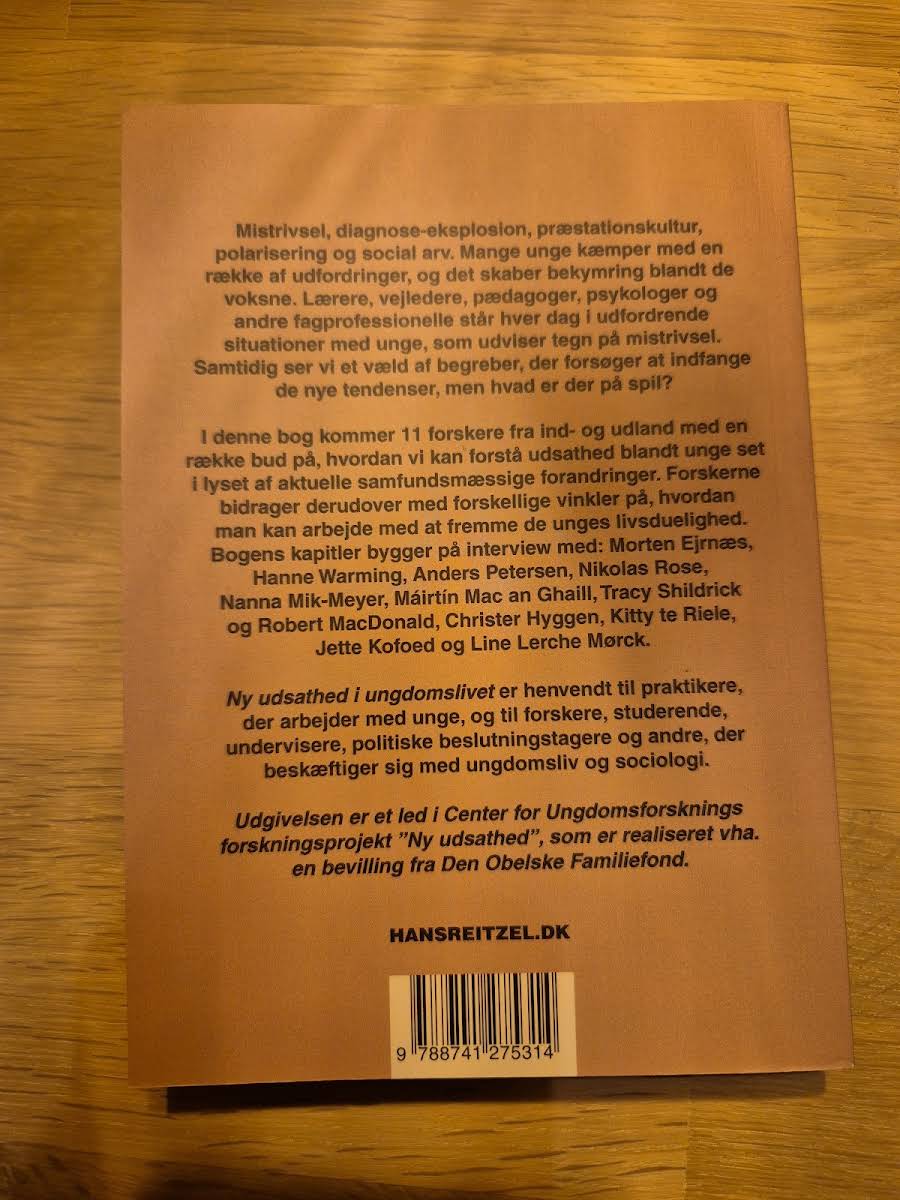 Mistrivsel, diagnose-eksplosion, præstationskultur,
polarisering og social arv. Mange unge kæmper med en
række af udfordringer, og det skaber bekymring blandt de
voksne. Lærere, vejledere, pædagoger, psykologer og
andre fagprofessionelle står hver dag i udfordrende
situationer med unge, som udviser tegn på mistrivsel.
Samtidig ser vi et væld af begreber, der forsøger at indfange
de nye tendenser, men hvad er der på spil?
I denne bog kommer 11 forskere fra ind- og udland med en
række bud på, hvordan vi kan forstå udsathed blandt unge set
i lyset af aktuelle samfundsmæssige forandringer. Forskerne
bidrager derudover med forskellige vinkler på, hvordan
man kan arbejde med at fremme de unges livsduelighed.
Bogens kapitler bygger på interview med: Morten Ejrnæs,
Hanne Warming, Anders Petersen, Nikolas Rose,
Nanna Mik-Meyer, Máirtín Mac an Ghaill, Tracy Shildrick
og Robert MacDonald, Christer Hyggen, Kitty te Riele,
Jette Kofoed og Line Lerche Mørck.
Ny udsathed i ungdomslivet er henvendt til praktikere,
der arbejder med unge, og til forskere, studerende,
undervisere, politiske beslutningstagere og andre, der
beskæftiger sig med ungdomsliv og sociologi.
Udgivelsen er et led i Center for Ungdomsforsknings
forskningsprojekt ”Ny udsathed”, som er realiseret vha.
en bevilling fra Den Obelske Familiefond.
HANSREITZEL.DK
9 788741 275314